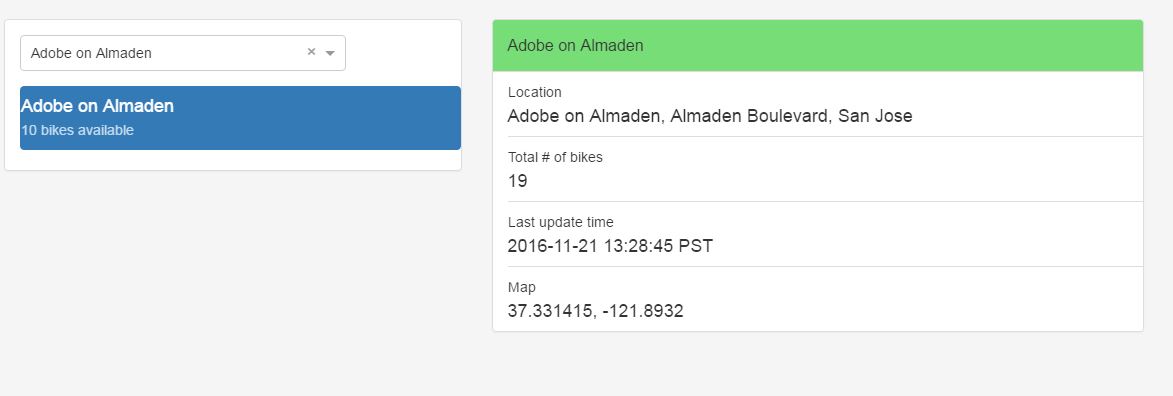 Adobe on Almaden
Adobe on Almaden
10 bikes available
Adobe on Almaden
Location
Adobe on Almaden, Almaden Boulevard, San Jose
Total # of bikes
19
Last update time
2016-11-21 13:28:45 PST
Map
37.331415, -121.8932